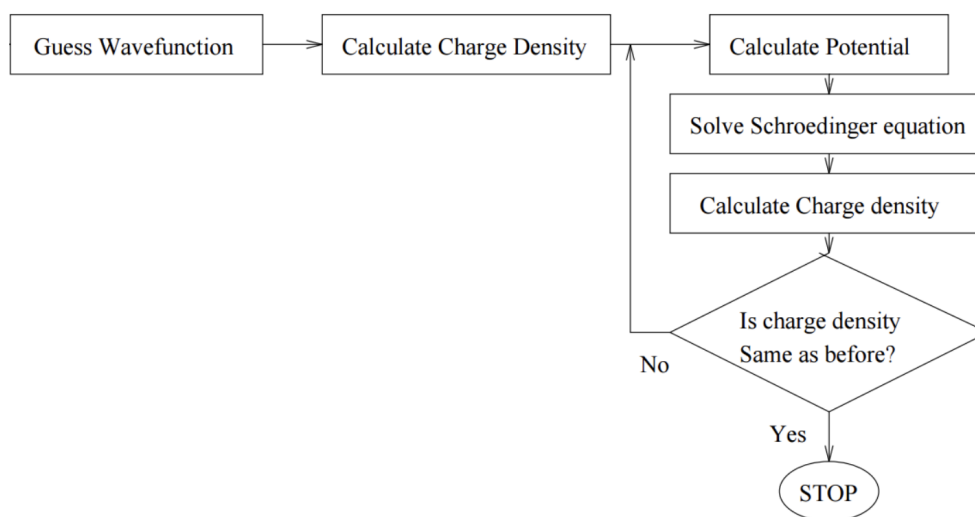 Guess Wavefunction
Calculate Charge Density
Calculate Potential
Solve Schroedinger equation
Calculate Charge density
Is charge density
Same as before?
No
Yes
STOP